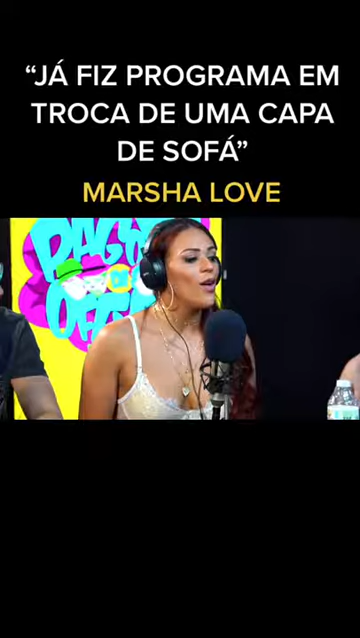 “JÁ FIZ PROGRAMA EM
TROCA DE UMA CAPA
DE SOFÁ”
MARSHA LOVE